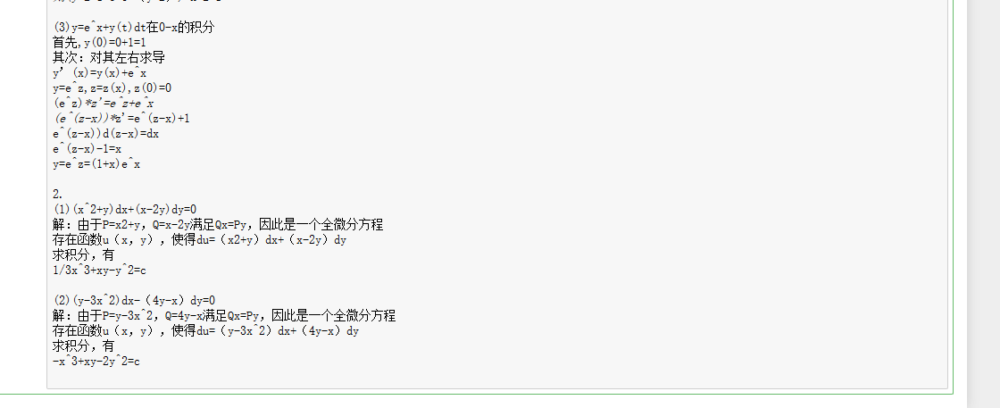 (3)y=e^x+y(t)dt在0-x的积分
首先,y(0)=0+1=1
其次：对其左右求导
y’(x)=y(x)+e^x
y=e^z,z=z(x),z(0)=0
(e^z)*z'=e^z+e^x
(e^(z-x))*z'=e^(z-x)+1
e^(z-x))d(z-x)=dx
e^(z-x)-1=x
y=e^z=(1+x)e^x
2.
(1)(x^2+y)dx+(x-2y)dy=0
解：由于P=x2+y，Q=x-2y满足Qx=Py，因此是一个全微分方程
存在函数u（x，y），使得du=（x2+y）dx+（x-2y）dy
求积分，有
1/3x^3+xy-y^2=c
(2)(y-3x^2)dx-（4y-x）dy=0
解：由于P=y-3x^2，Q=4y-x满足Qx=Py，因此是一个全微分方程
存在函数u（x，y），使得du=（y-3x^2）dx+（4y-x）dy
求积分，有
-x^3+xy-2y^2=c